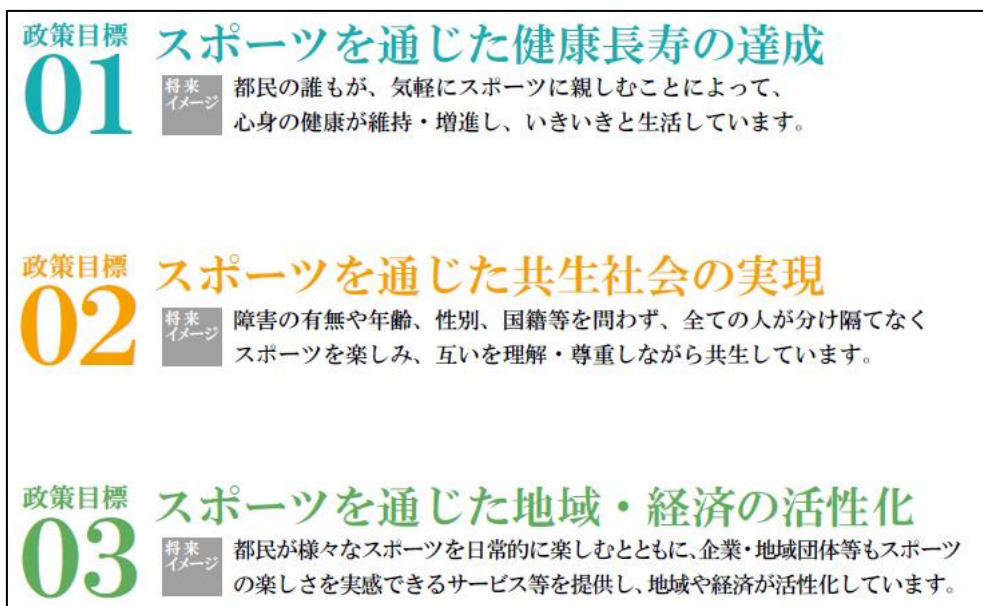 政策目標
01
スポーツを通じた健康長寿の達成
将来
イメージ
都民の誰もが、気軽にスポーツに親しむことによって、
心身の健康が維持・増進し、いきいきと生活しています。
政策目標
02
スポーツを通じた共生社会の実現
将来
イメージ
障害の有無や年齢、性別、国籍等を問わず、全ての人が分け隔てなく
スポーツを楽しみ、互いを理解・尊重しながら共生しています。
政策目標
03
スポーツを通じた地域・経済の活性化
将来
イメージ
都民が様々なスポーツを日常的に楽しむとともに、企業・地域団体等もスポーツ
の楽しさを実感できるサービス等を提供し、地域や経済が活性化しています。